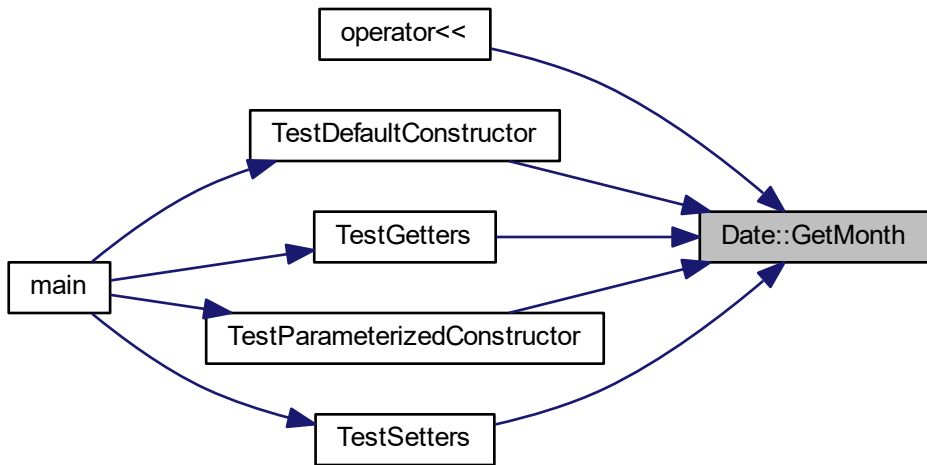 operator<<
TestDefaultConstructor
TestGetters
Date::GetMonth
main
TestParameterizedConstructor
TestSetters